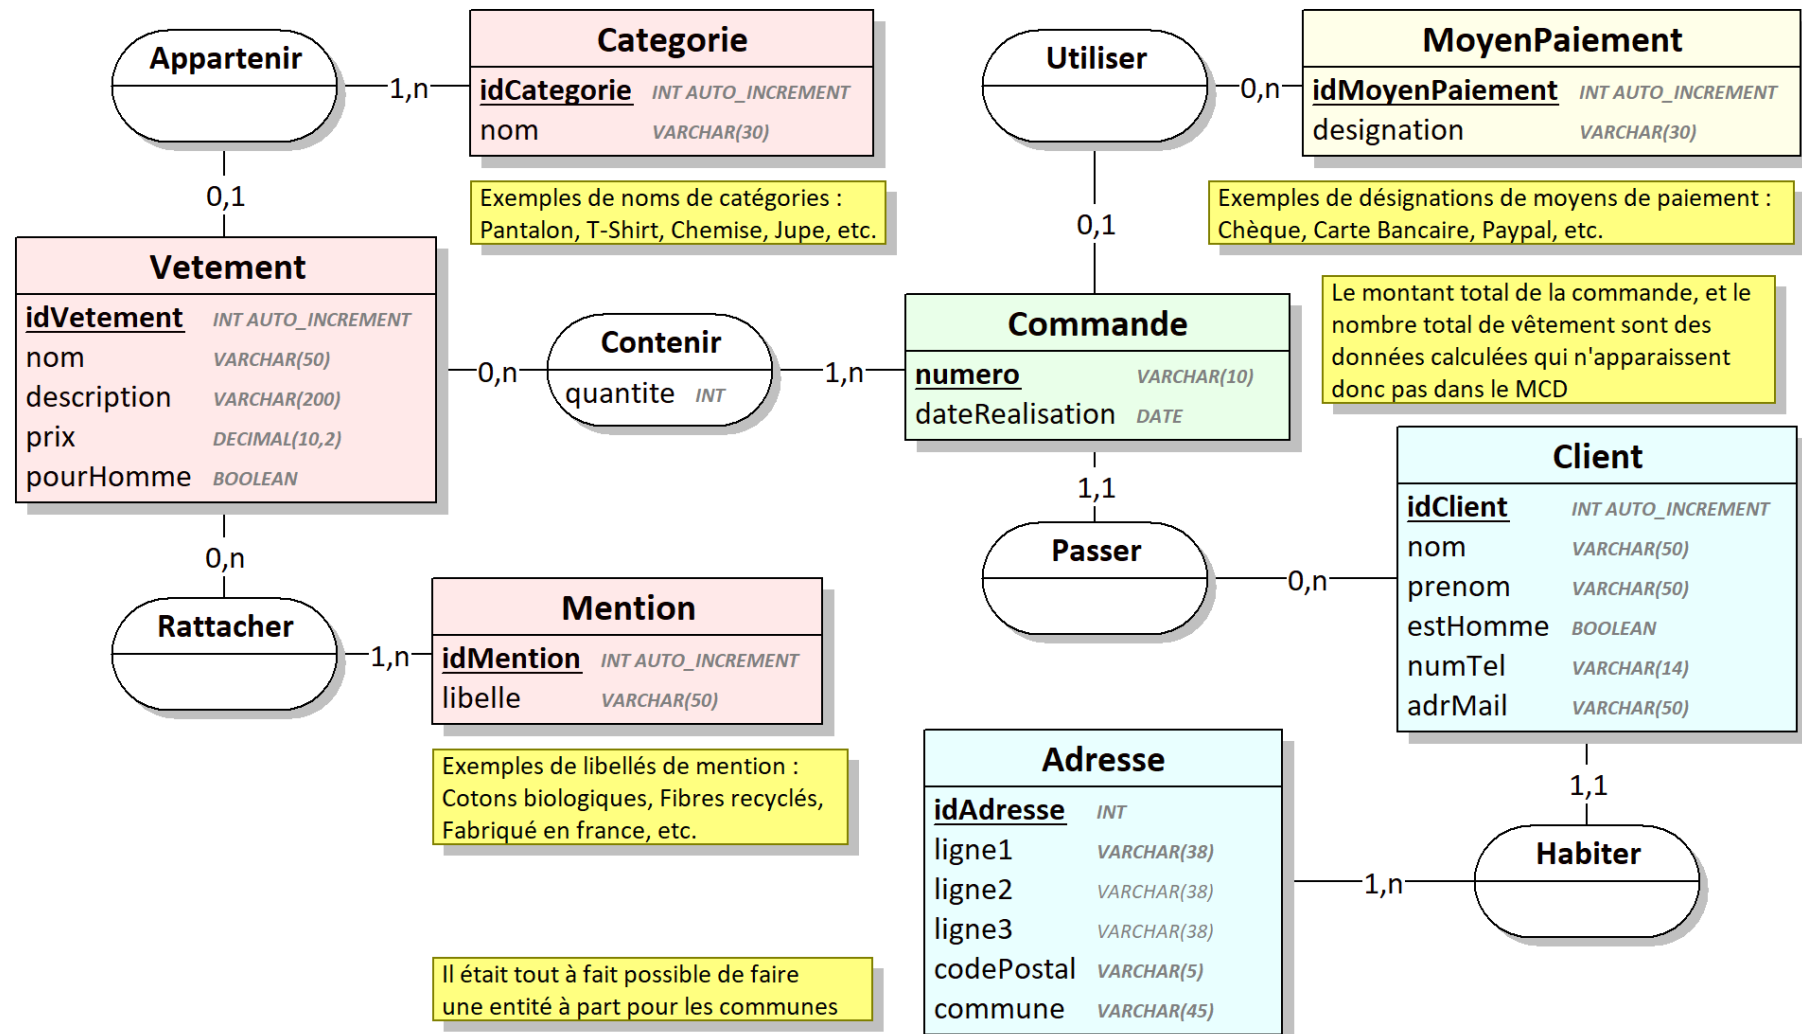 Appartenir
1,n
Categorie
idCategorie INT AUTO_INCREMENT
nom VARCHAR(30)
Exemples de noms de catégories :
Pantalon, T-Shirt, Chemise, Jupe, etc.
Utiliser
0,n
MoyenPaiement
idMoyenPaiement INT AUTO_INCREMENT
designation VARCHAR(30)
Exemples de désignations de moyens de paiement :
Chèque, Carte Bancaire, Paypal, etc.
0,1
0,1
Vetement
idVetement INT AUTO_INCREMENT
nom VARCHAR(50)
description VARCHAR(200)
prix DECIMAL(10,2)
pourHomme BOOLEAN
0,n
Contenir
quantite INT
1,n
Commande
numero VARCHAR(10)
dateRealisation DATE
Le montant total de la commande, et le
nombre total de vêtement sont des
données calculées qui n'apparaissent
donc pas dans le MCD
1,1
Passer
0,n
Client
idClient INT AUTO_INCREMENT
nom VARCHAR(50)
prenom VARCHAR(50)
estHomme BOOLEAN
numTel VARCHAR(14)
adrMail VARCHAR(50)
0,n
Rattacher
1,n
Mention
idMention INT AUTO_INCREMENT
libelle VARCHAR(50)
Exemples de libellés de mention :
Cotons biologiques, Fibres recyclés,
Fabriqué en france, etc.
1,1
Habiter
1,n
Adresse
idAdresse INT
ligne1 VARCHAR(38)
ligne2 VARCHAR(38)
ligne3 VARCHAR(38)
codePostal VARCHAR(5)
commune VARCHAR(45)
Il était tout à fait possible de faire
une entité à part pour les communes